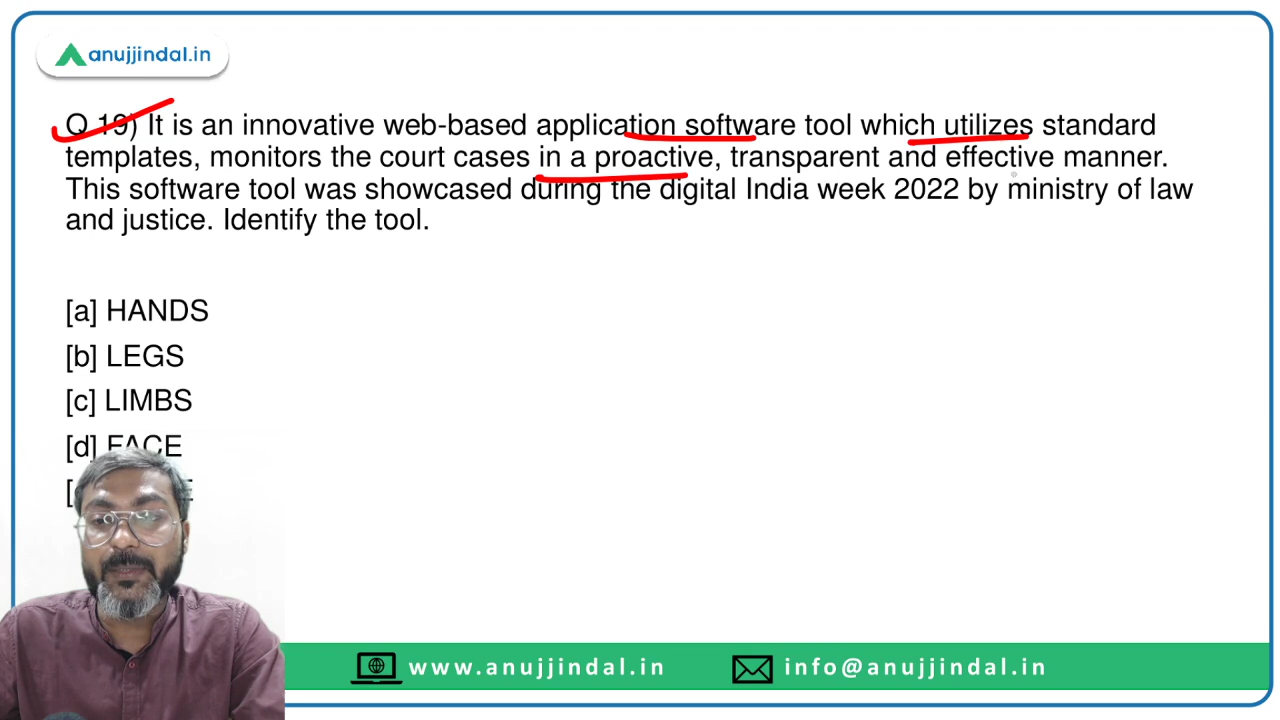 anujjindal.in
Q 19) It is an innovative web-based application software tool which utilizes standard
templates, monitors the court cases in a proactive, transparent and effective manner.
This software tool was showcased during the digital India week 2022 by ministry of law
and justice. Identify the tool.
[a] HANDS
[b] LEGS
[c] LIMBS
[d] FACE
www.anujjindal.in
info@anujjindal.in